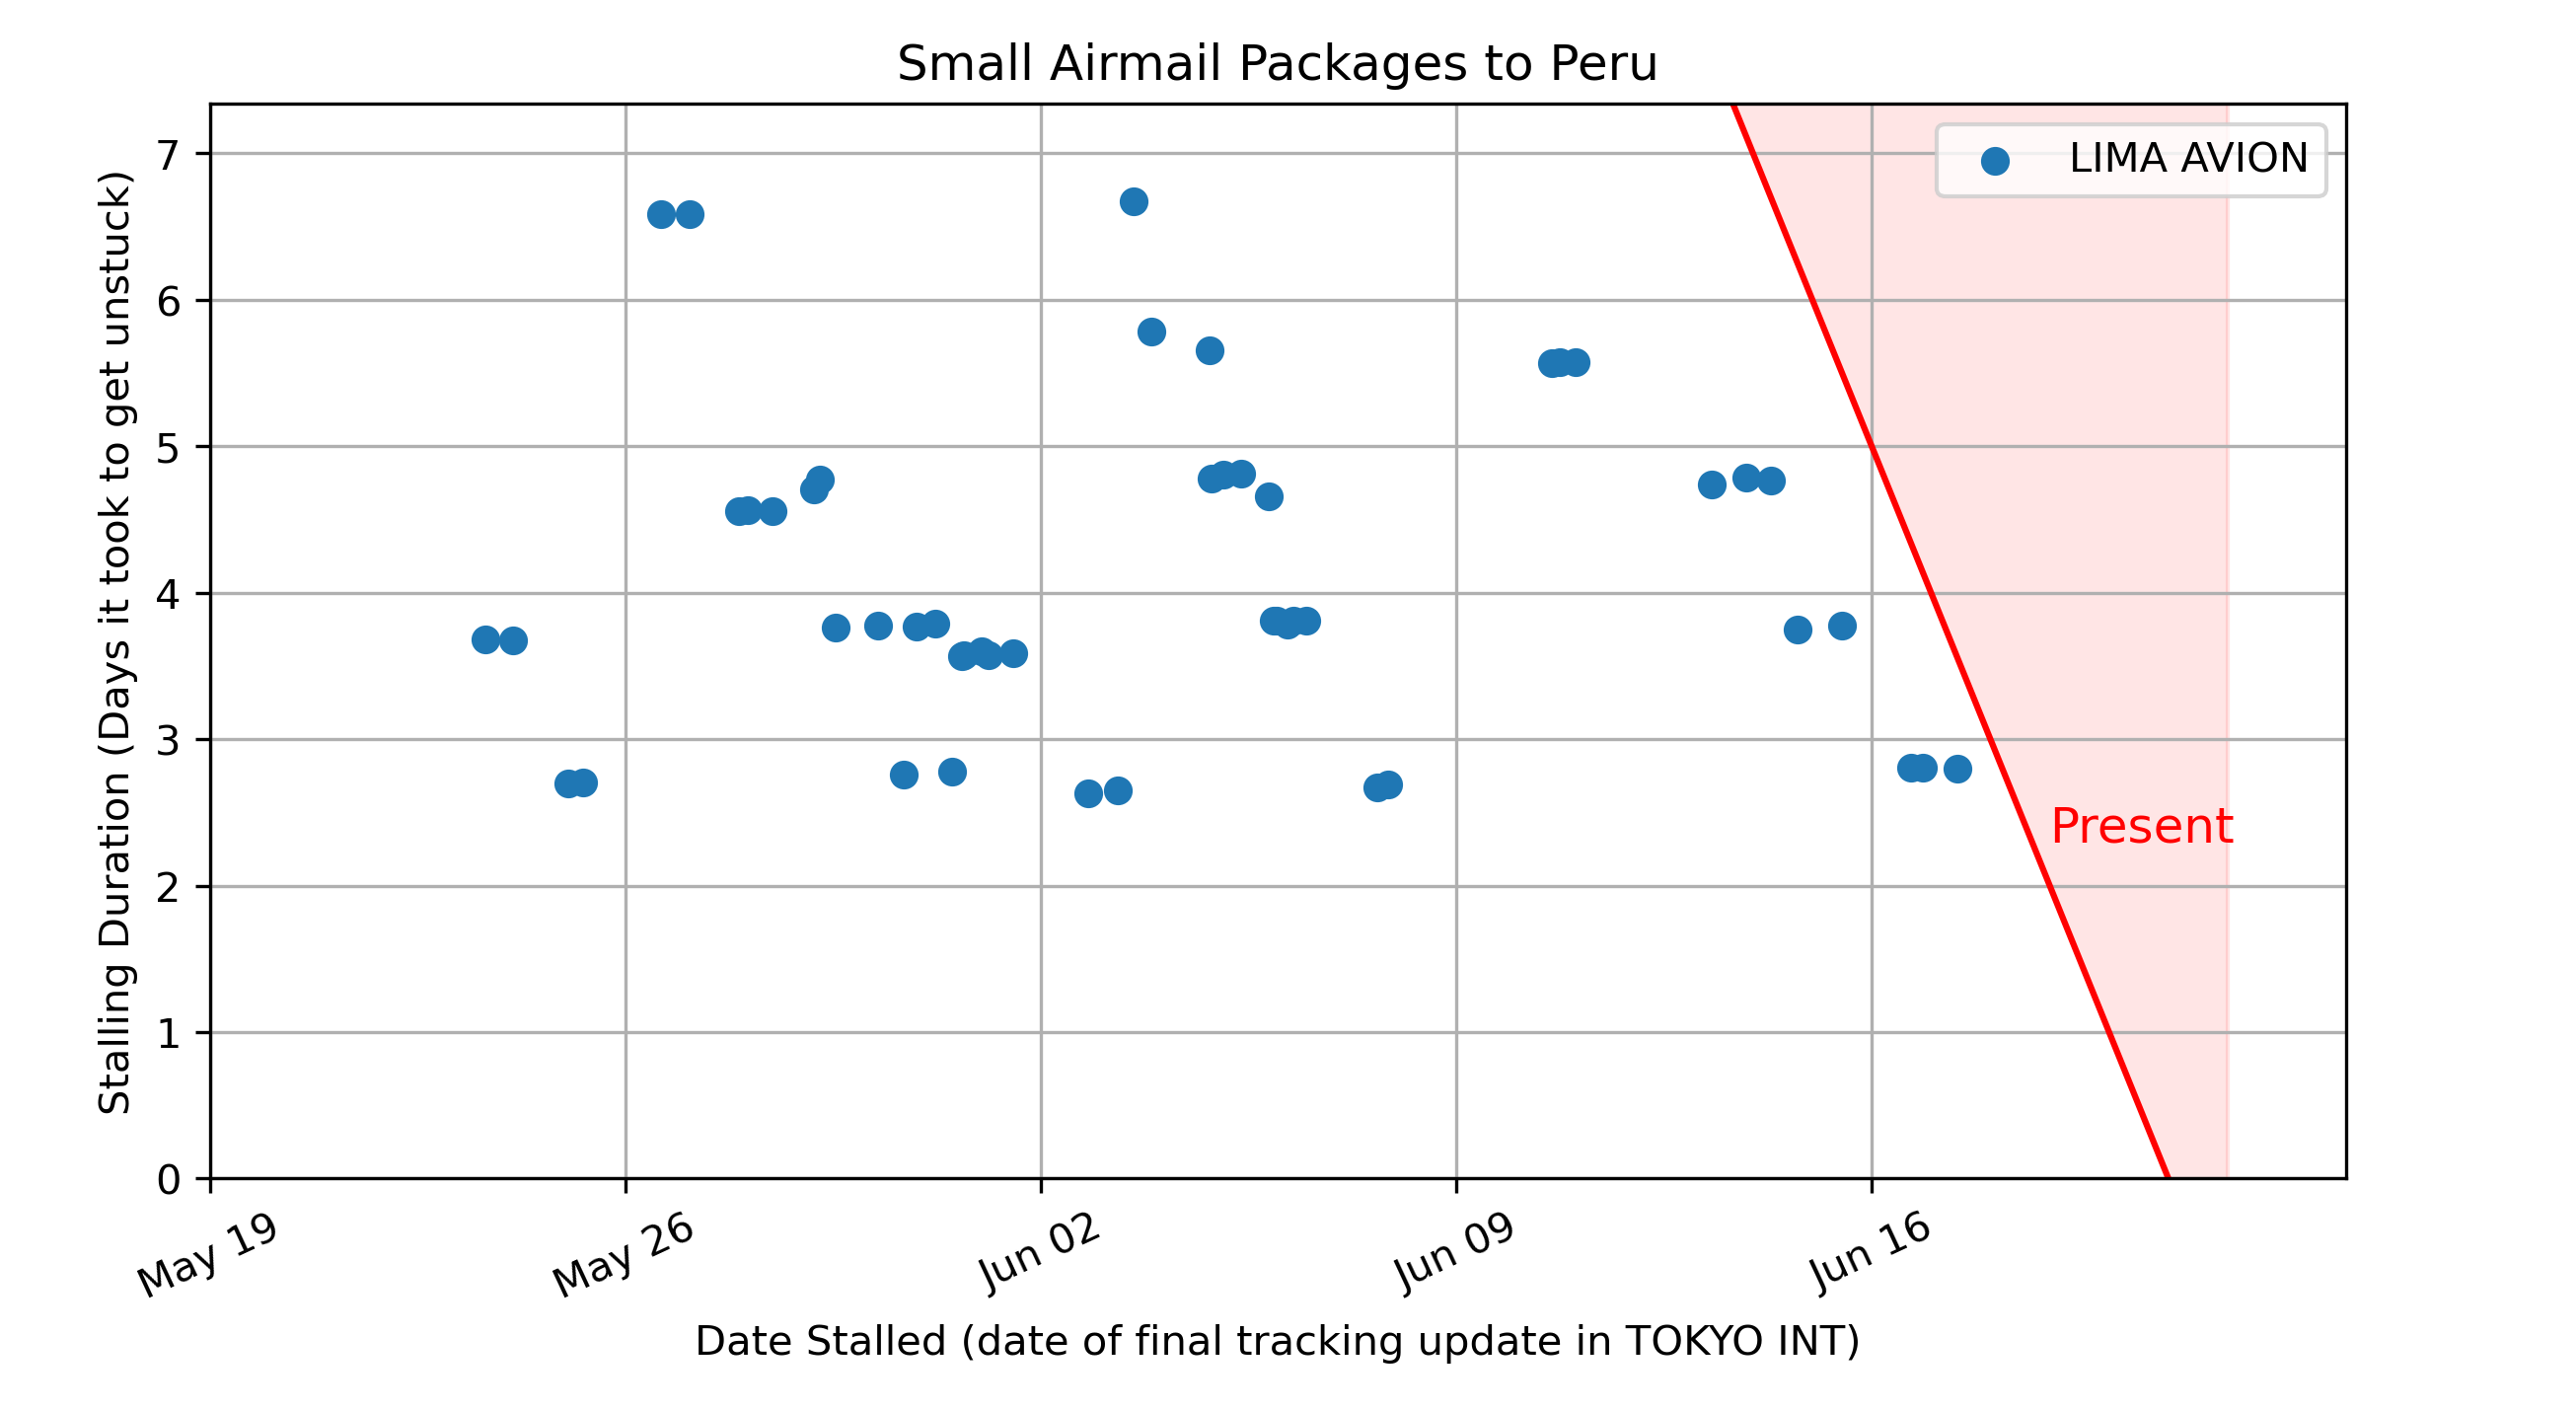 Small Airmail Packages to Peru
LIMA AVION
Present
Stalling Duration (Days it took to get unstuck)
7
6
5
4
3
2
1
0
May 19
May 26
Jun 02
Jun 09
Jun 16
Date Stalled (date of final tracking update in TOKYO INT)